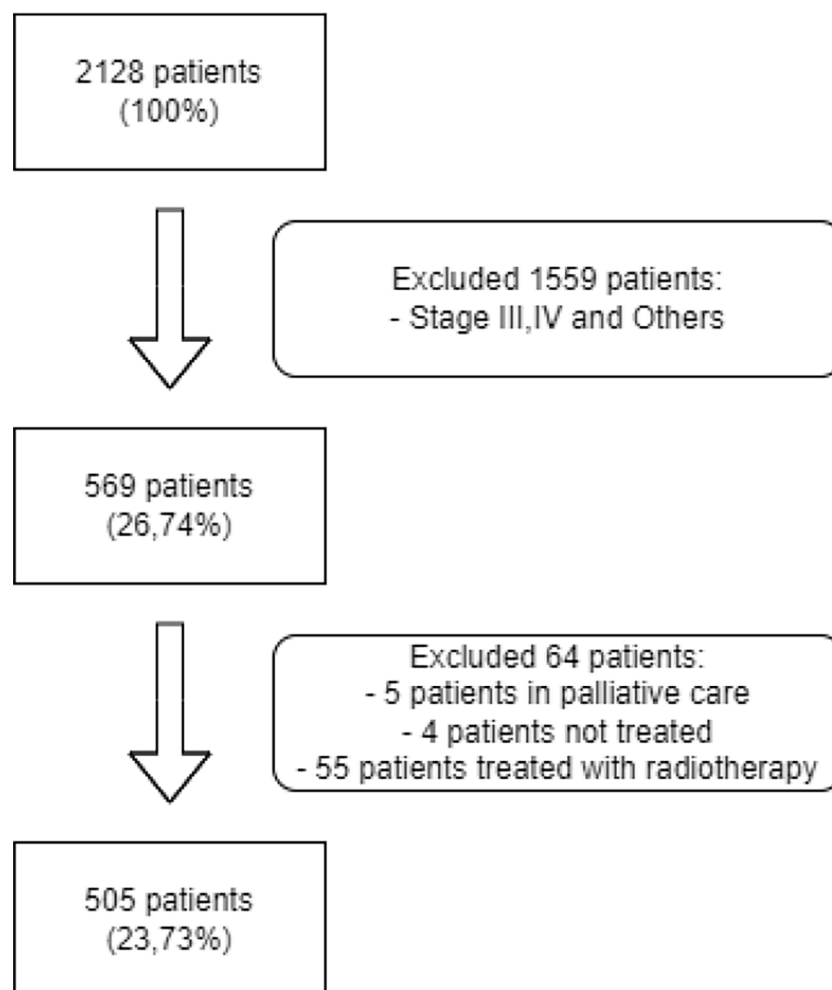 2128 patients
(100%)
Excluded 1559 patients:
- Stage III,IV and Others
569 patients
(26,74%)
Excluded 64 patients:
- 5 patients in palliative care
- 4 patients not treated
- 55 patients treated with radiotherapy
505 patients
(23,73%)